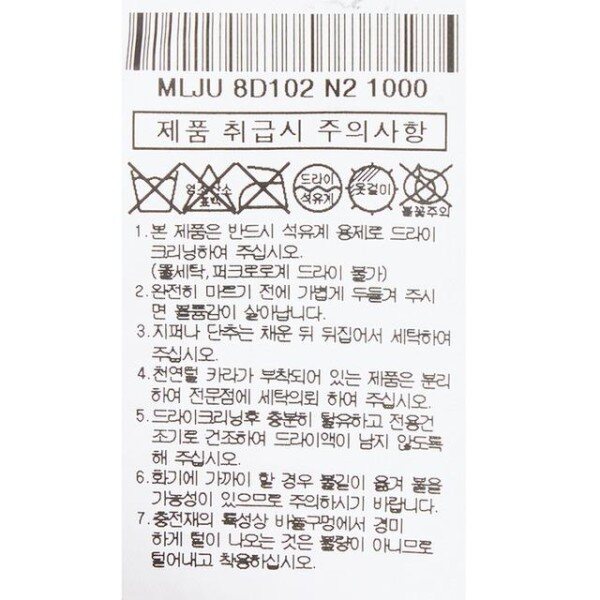 MLJU 8D102 N2 1000
제품 취급시 주의사항
염소산소 표백
드라이 석유계
옷걸이
불꽃주의
1. 본 제품은 반드시 석유계 용제로 드라이
크리닝하여 주십시오.
(물세탁,퍼크로로계 드라이 불가)
2. 완전히 마르기 전에 가볍게 두들겨 주시
면 볼륨감이 살아납니다.
3. 지퍼나 단추는 채운 뒤 뒤집어서 세탁하여
주십시오.
4. 천연털 카라가 부착되어 있는 제품은 분리
하여 전문점에 세탁의뢰 하여 주십시오.
5. 드라이크리닝후 충분히 탈유하고 전용건
조기로 건조하여 드라이액이 남지 않도록
해 주십시오.
6. 화기에 가까이 할 경우 불길이 옮겨 붙을
가능성이 있으므로 주의하시기 바랍니다.
7. 충전재의 특성상 바늘구멍에서 경미
하게 털이 나오는 것은 불량이 아니므로
털어내고 착용하십시오.